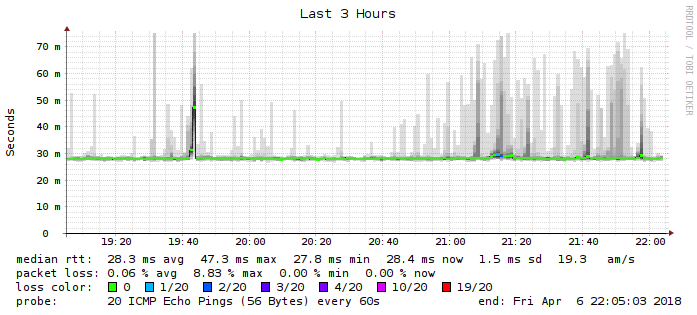 Last 3 Hours
RRDTOOL / TOBI OETIKER
Seconds
70 m
60 m
50 m
40 m
30 m
20 m
10 m
0
19:20 19:40 20:00 20:20 20:40 21:00 21:20 21:40 22:00
median rtt: 28.3 ms avg 47.3 ms max 27.8 ms min 28.4 ms now 1.5 ms sd 19.3 am/s
packet loss: 0.06 % avg 8.83 % max 0.00 % min 0.00 % now
loss color: 0 1/20 2/20 3/20 4/20 10/20 19/20
probe: 20 ICMP Echo Pings (56 Bytes) every 60s end: Fri Apr 6 22:05:03 2018